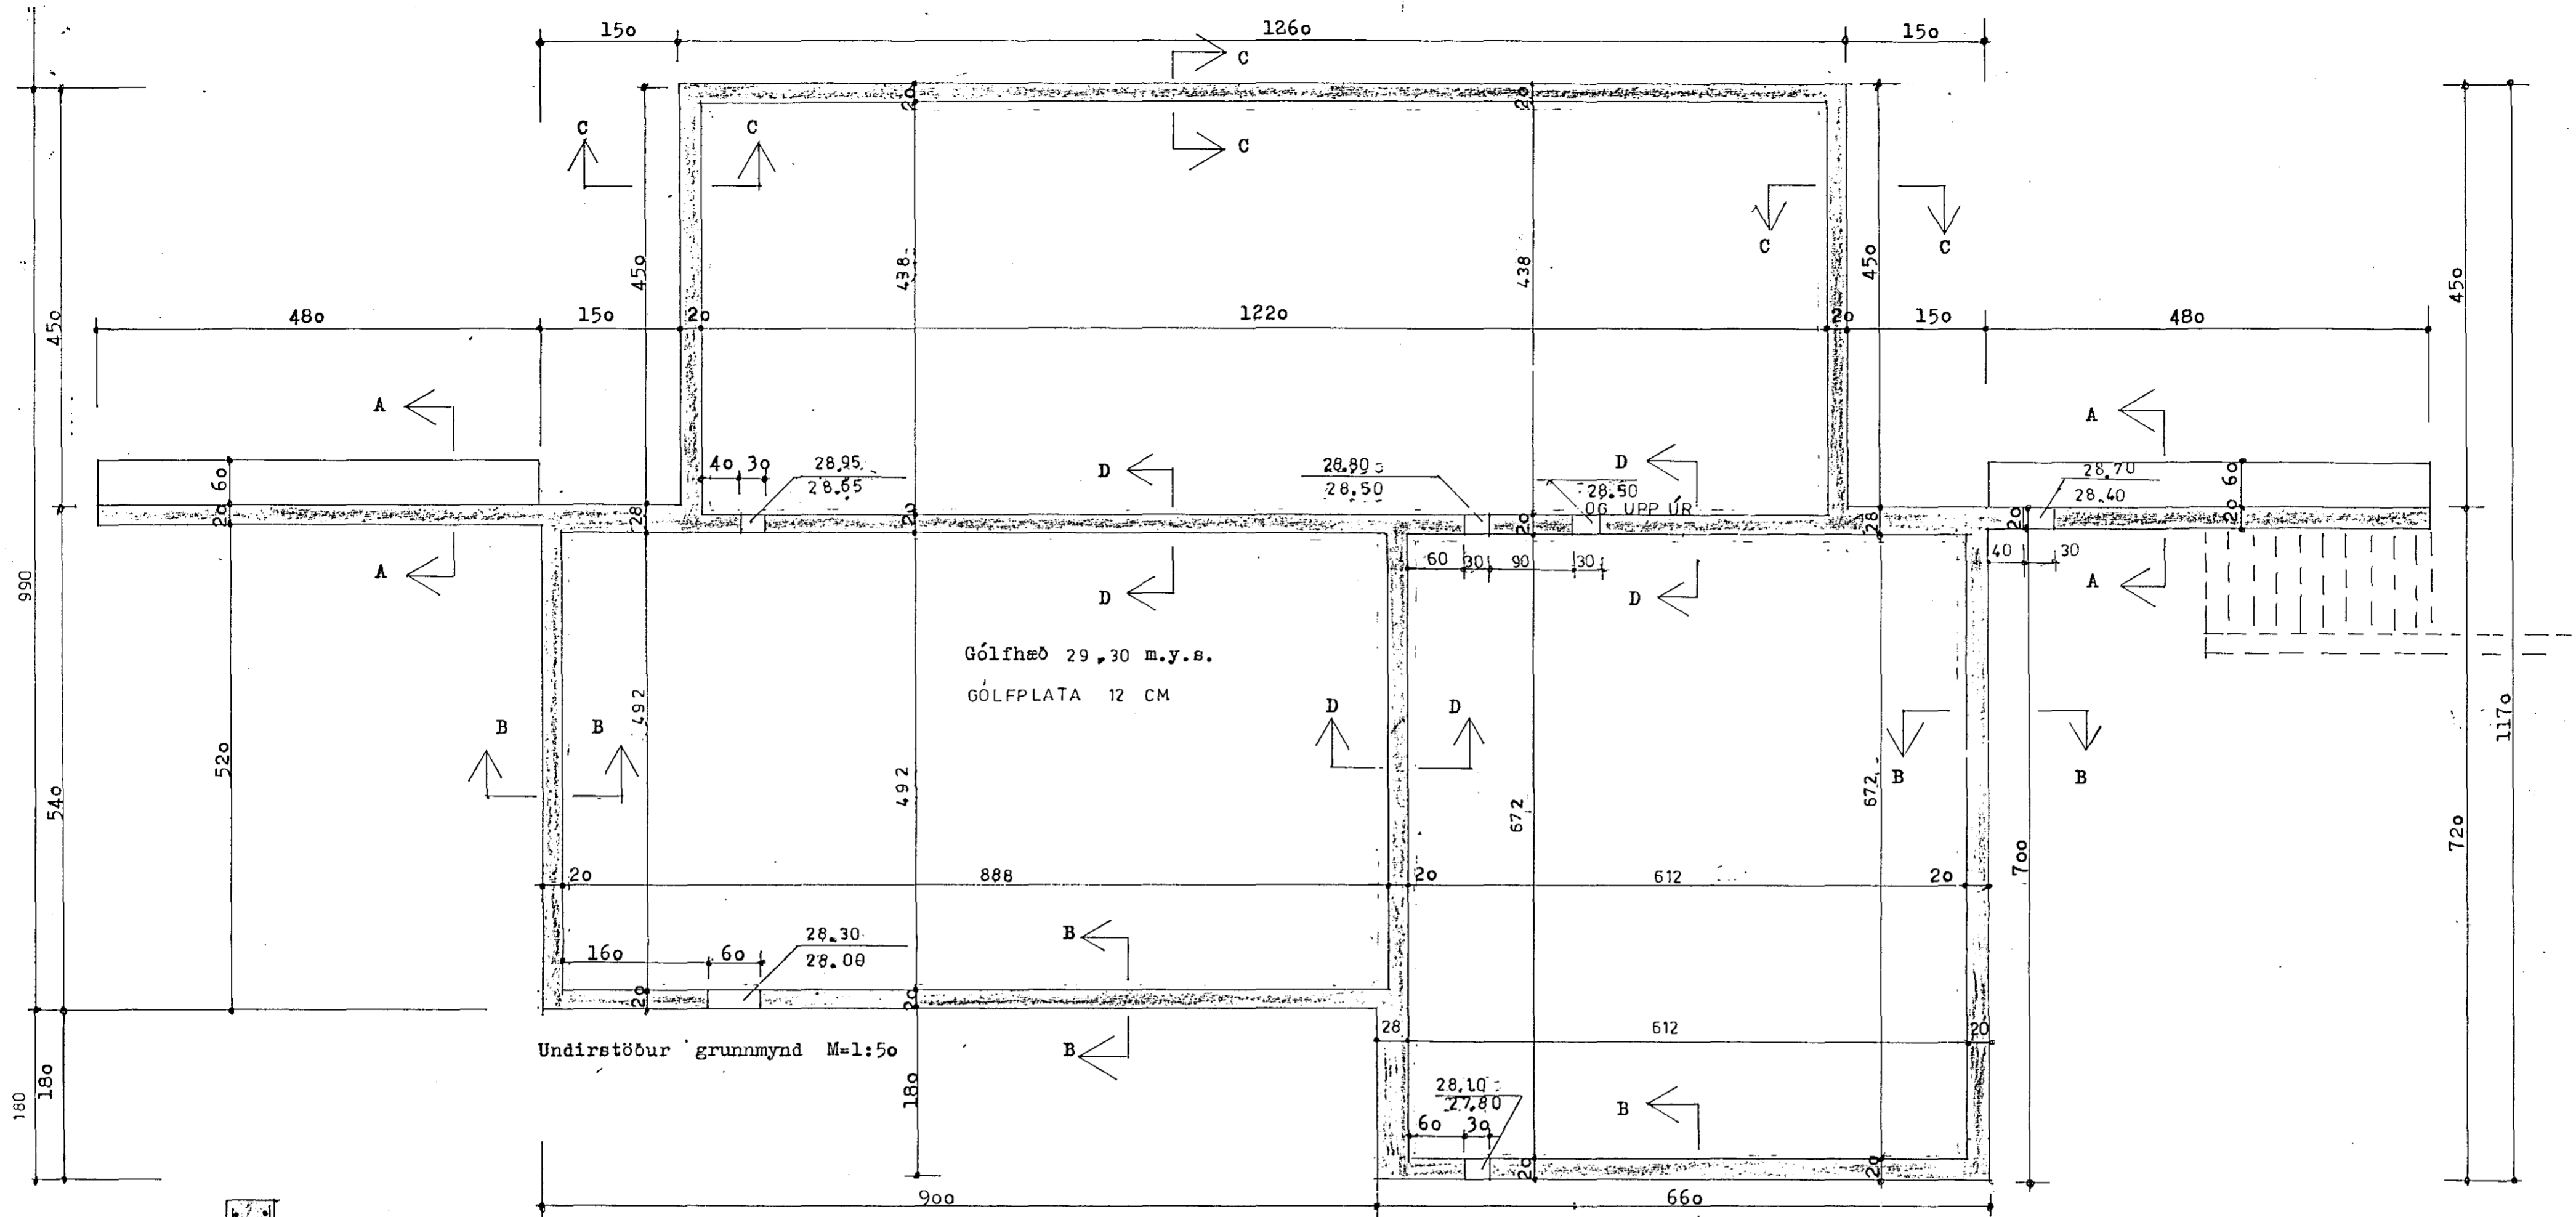 150 1260 150
C
20 20
C C
C
C C
450 438 438 450
450 450
480 150 20 1220 20 150 480
A A
60 40 30 28.95 D 28.80 D 28.70 60
28.65 28.50 28.50 28.40
OG UPP ÚR
20 28 20 20 28 20 20
60 30 90 30 40 30
A D D A
990
Gólfhæð 29,30 m.y.s.
GÓLFPLATA 12 CM
B B 492 D D
B B
520 540 492 672 672 700 720 1170
20 888 20 612 20
160 60 28.30 B
28.00
20 20
28 612 20
Undirstöður grunnmynd M=1:50 B
180 180 180 28.10 B
27.80
60 30
20 20
900 660